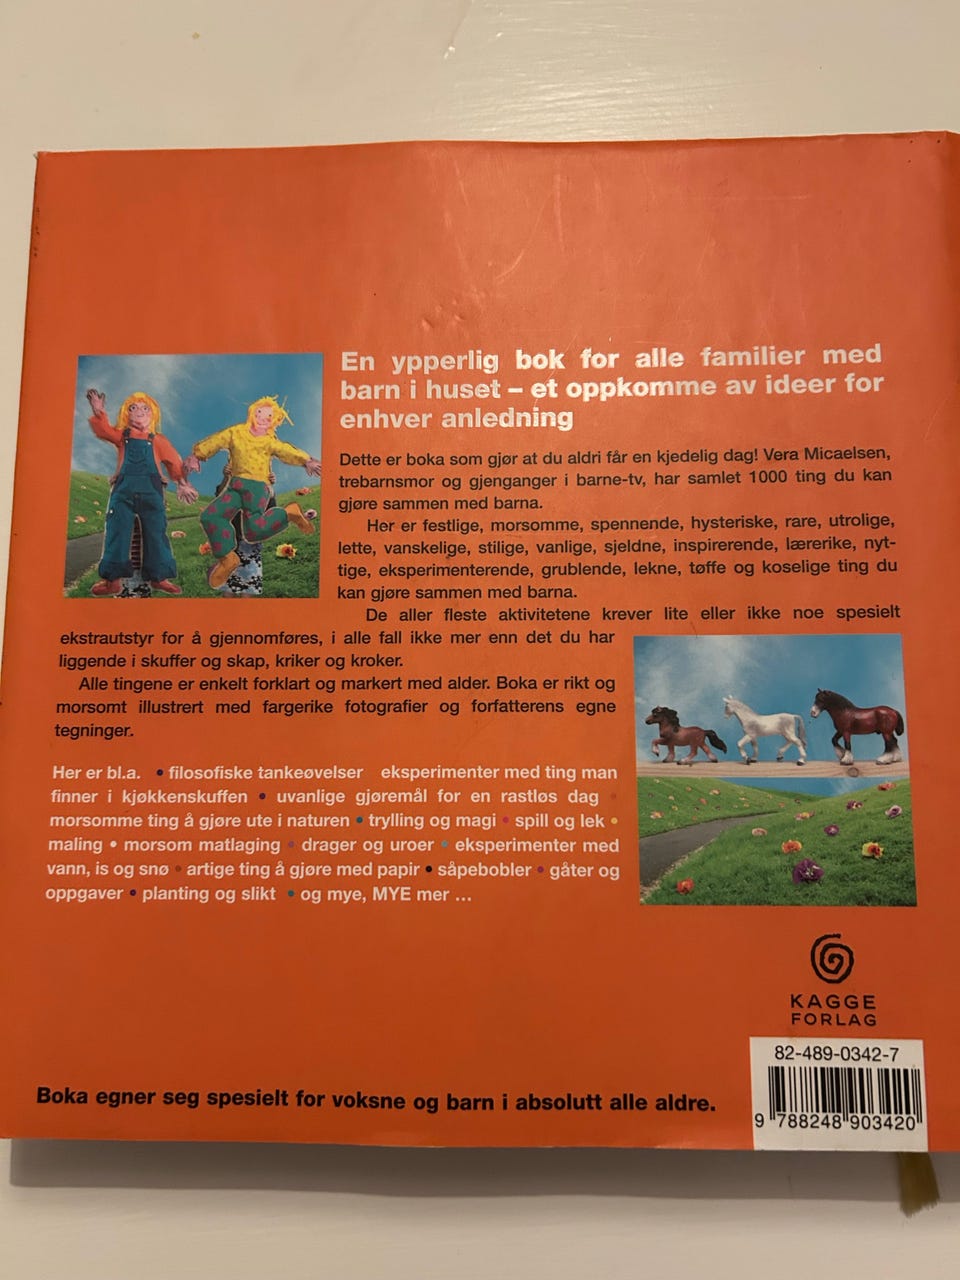 En ypperlig bok for alle familier med
barn i huset – et oppkomme av ideer for
enhver anledning
Dette er boka som gjør at du aldri får en kjedelig dag! Vera Micaelsen,
trebarnsmor og gjenganger i barne-tv, har samlet 1000 ting du kan
gjøre sammen med barna.
Her er festlige, morsomme, spennende, hysteriske, rare, utrolige,
lette, vanskelige, stilige, vanlige, sjeldne, inspirerende, lærerike, nyt-
tige, eksperimenterende, grublende, lekne, tøffe og koselige ting du
kan gjøre sammen med barna.
De aller fleste aktivitetene krever lite eller ikke noe spesielt
ekstrautstyr for å gjennomføres, i alle fall ikke mer enn det du har
liggende i skuffer og skap, kriker og kroker.
Alle tingene er enkelt forklart og markert med alder. Boka er rikt og
morsomt illustrert med fargerike fotografier og forfatterens egne
tegninger.
Her er bl.a. • filosofiske tankeøvelser eksperimenter med ting man
finner i kjøkkenskuffen • uvanlige gjøremål for en rastløs dag •
morsomme ting å gjøre ute i naturen • trylling og magi • spill og lek •
maling • morsom matlaging • drager og uroer • eksperimenter med
vann, is og snø • artige ting å gjøre med papir • såpebobler • gåter og
oppgaver • planting og slikt • og mye, MYE mer ...
KAGGE
FORLAG
82-489-0342-7
9 788248 903420
Boka egner seg spesielt for voksne og barn i absolutt alle aldre.